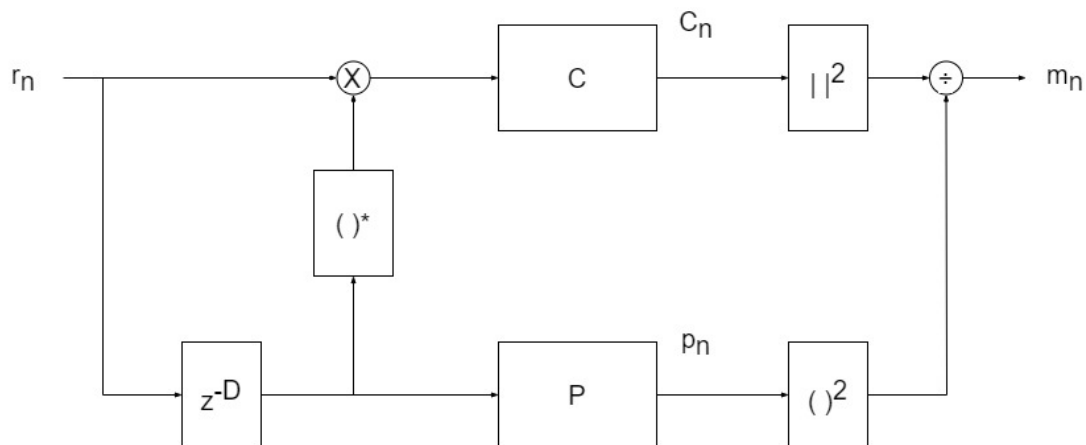 r_n
X
C
C_n
| |^2
÷
m_n
( )*
z^-D
P
p_n
( )^2